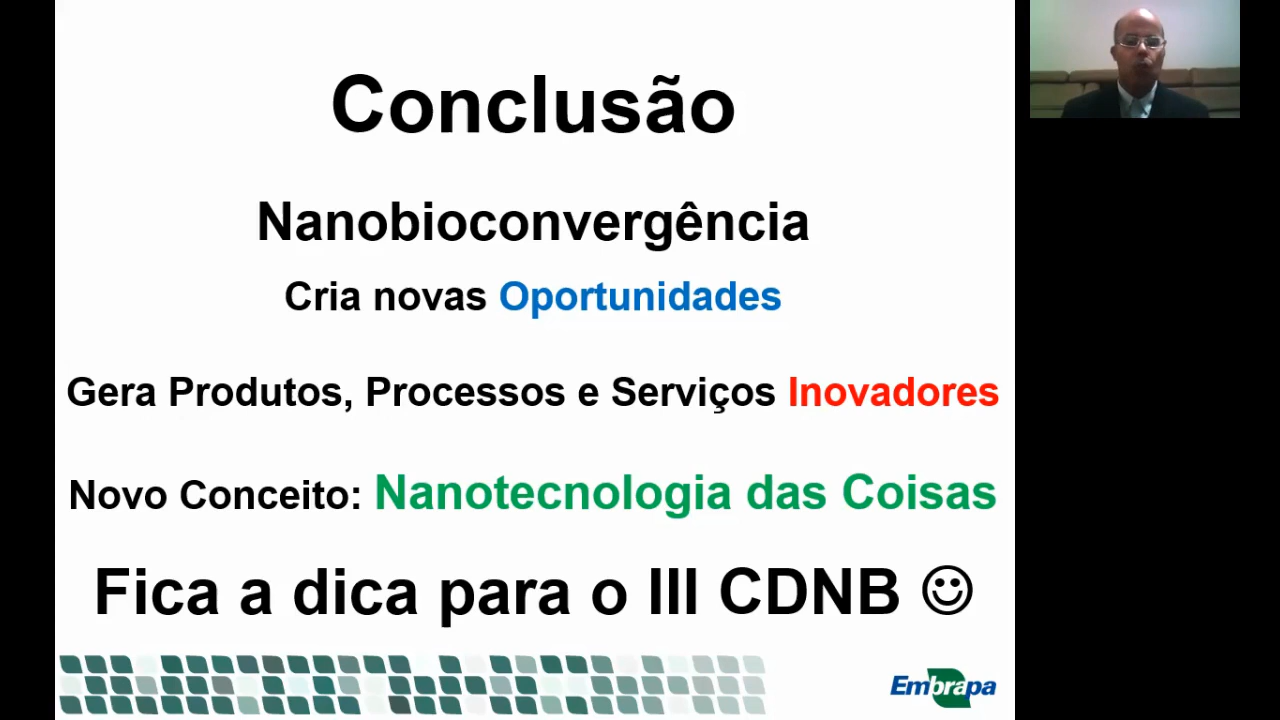 Conclusão
Nanobioconvergência
Cria novas Oportunidades
Gera Produtos, Processos e Serviços Inovadores
Novo Conceito: Nanotecnologia das Coisas
Fica a dica para o III CDNB ☺
Embrapa